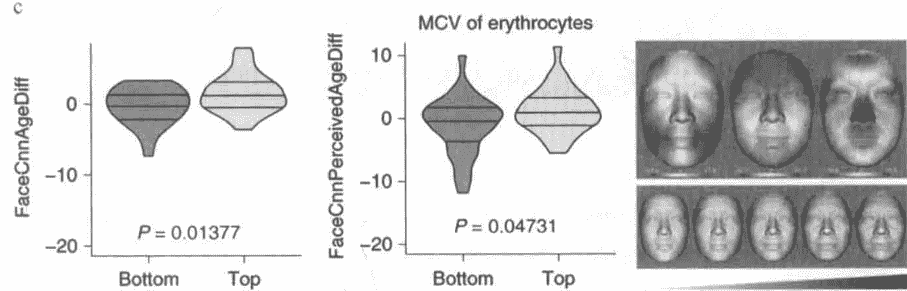 c
MCV of erythrocytes
FaceCnnAgeDiff
0
−10
−20
P = 0.01377
Bottom Top
FaceCnnPerceivedAgeDiff
10
0
−10
−20
P = 0.04731
Bottom Top